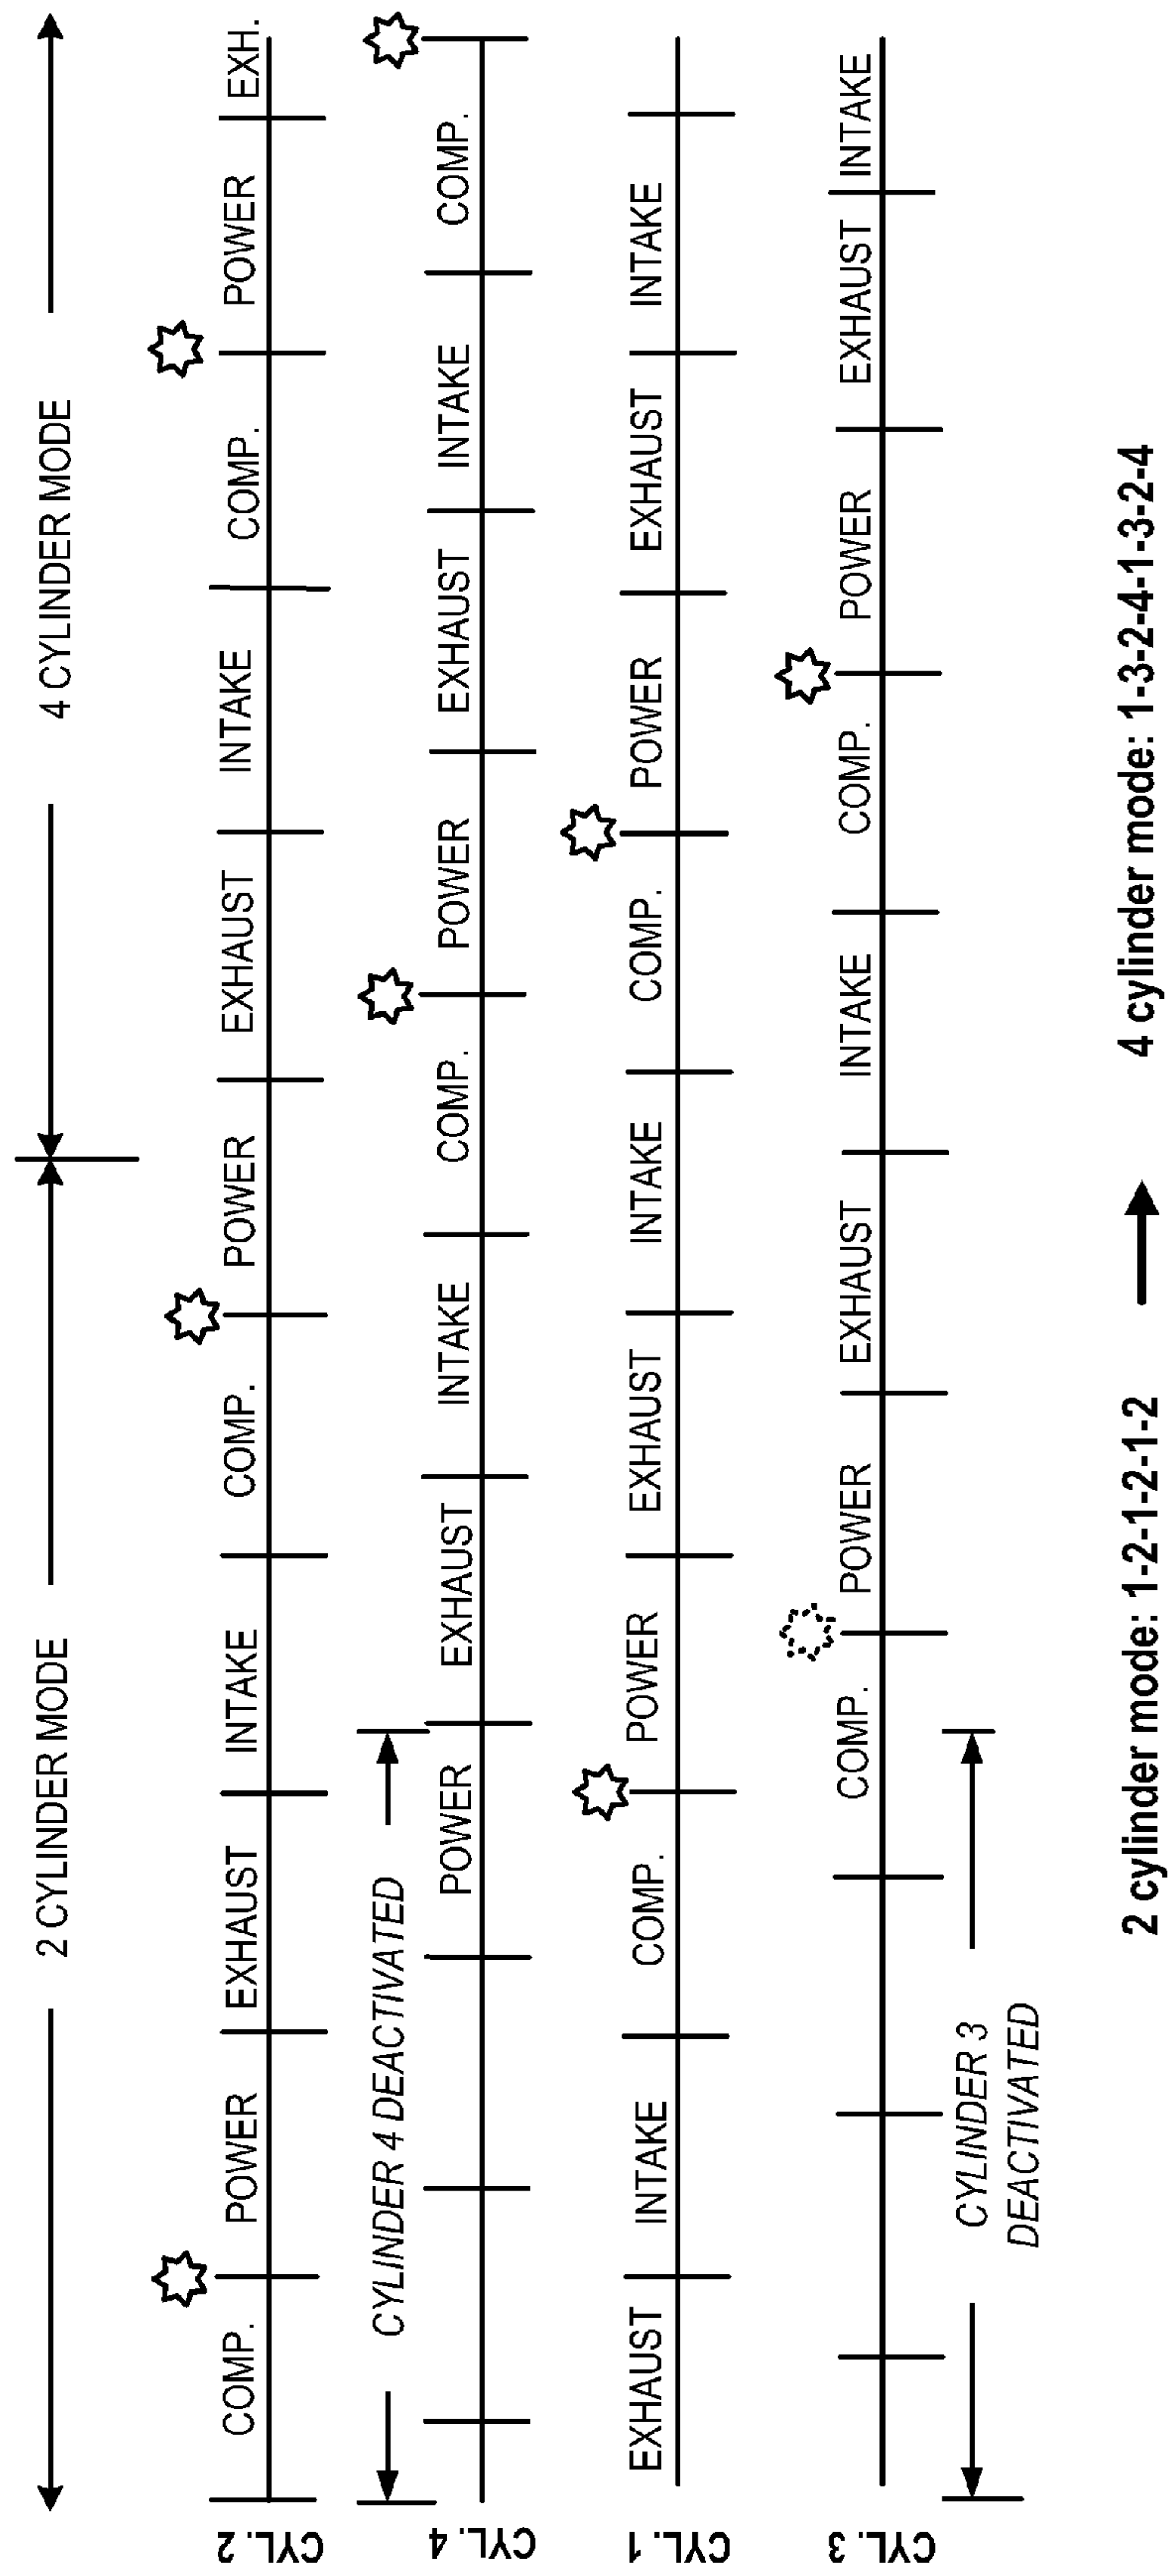 2 CYLINDER MODE 4 CYLINDER MODE
CYL. 2 COMP. POWER EXHAUST INTAKE COMP. POWER EXHAUST INTAKE COMP. POWER EXH.
CYLINDER 4 DEACTIVATED
CYL. 4 POWER EXHAUST INTAKE COMP. POWER EXHAUST INTAKE COMP.
CYL. 1 EXHAUST INTAKE COMP. POWER EXHAUST INTAKE COMP. POWER EXHAUST INTAKE
CYL. 3 COMP. POWER EXHAUST INTAKE COMP. POWER EXHAUST INTAKE
CYLINDER 3
DEACTIVATED
2 cylinder mode: 1-2-1-2-1-2 4 cylinder mode: 1-3-2-4-1-3-2-4